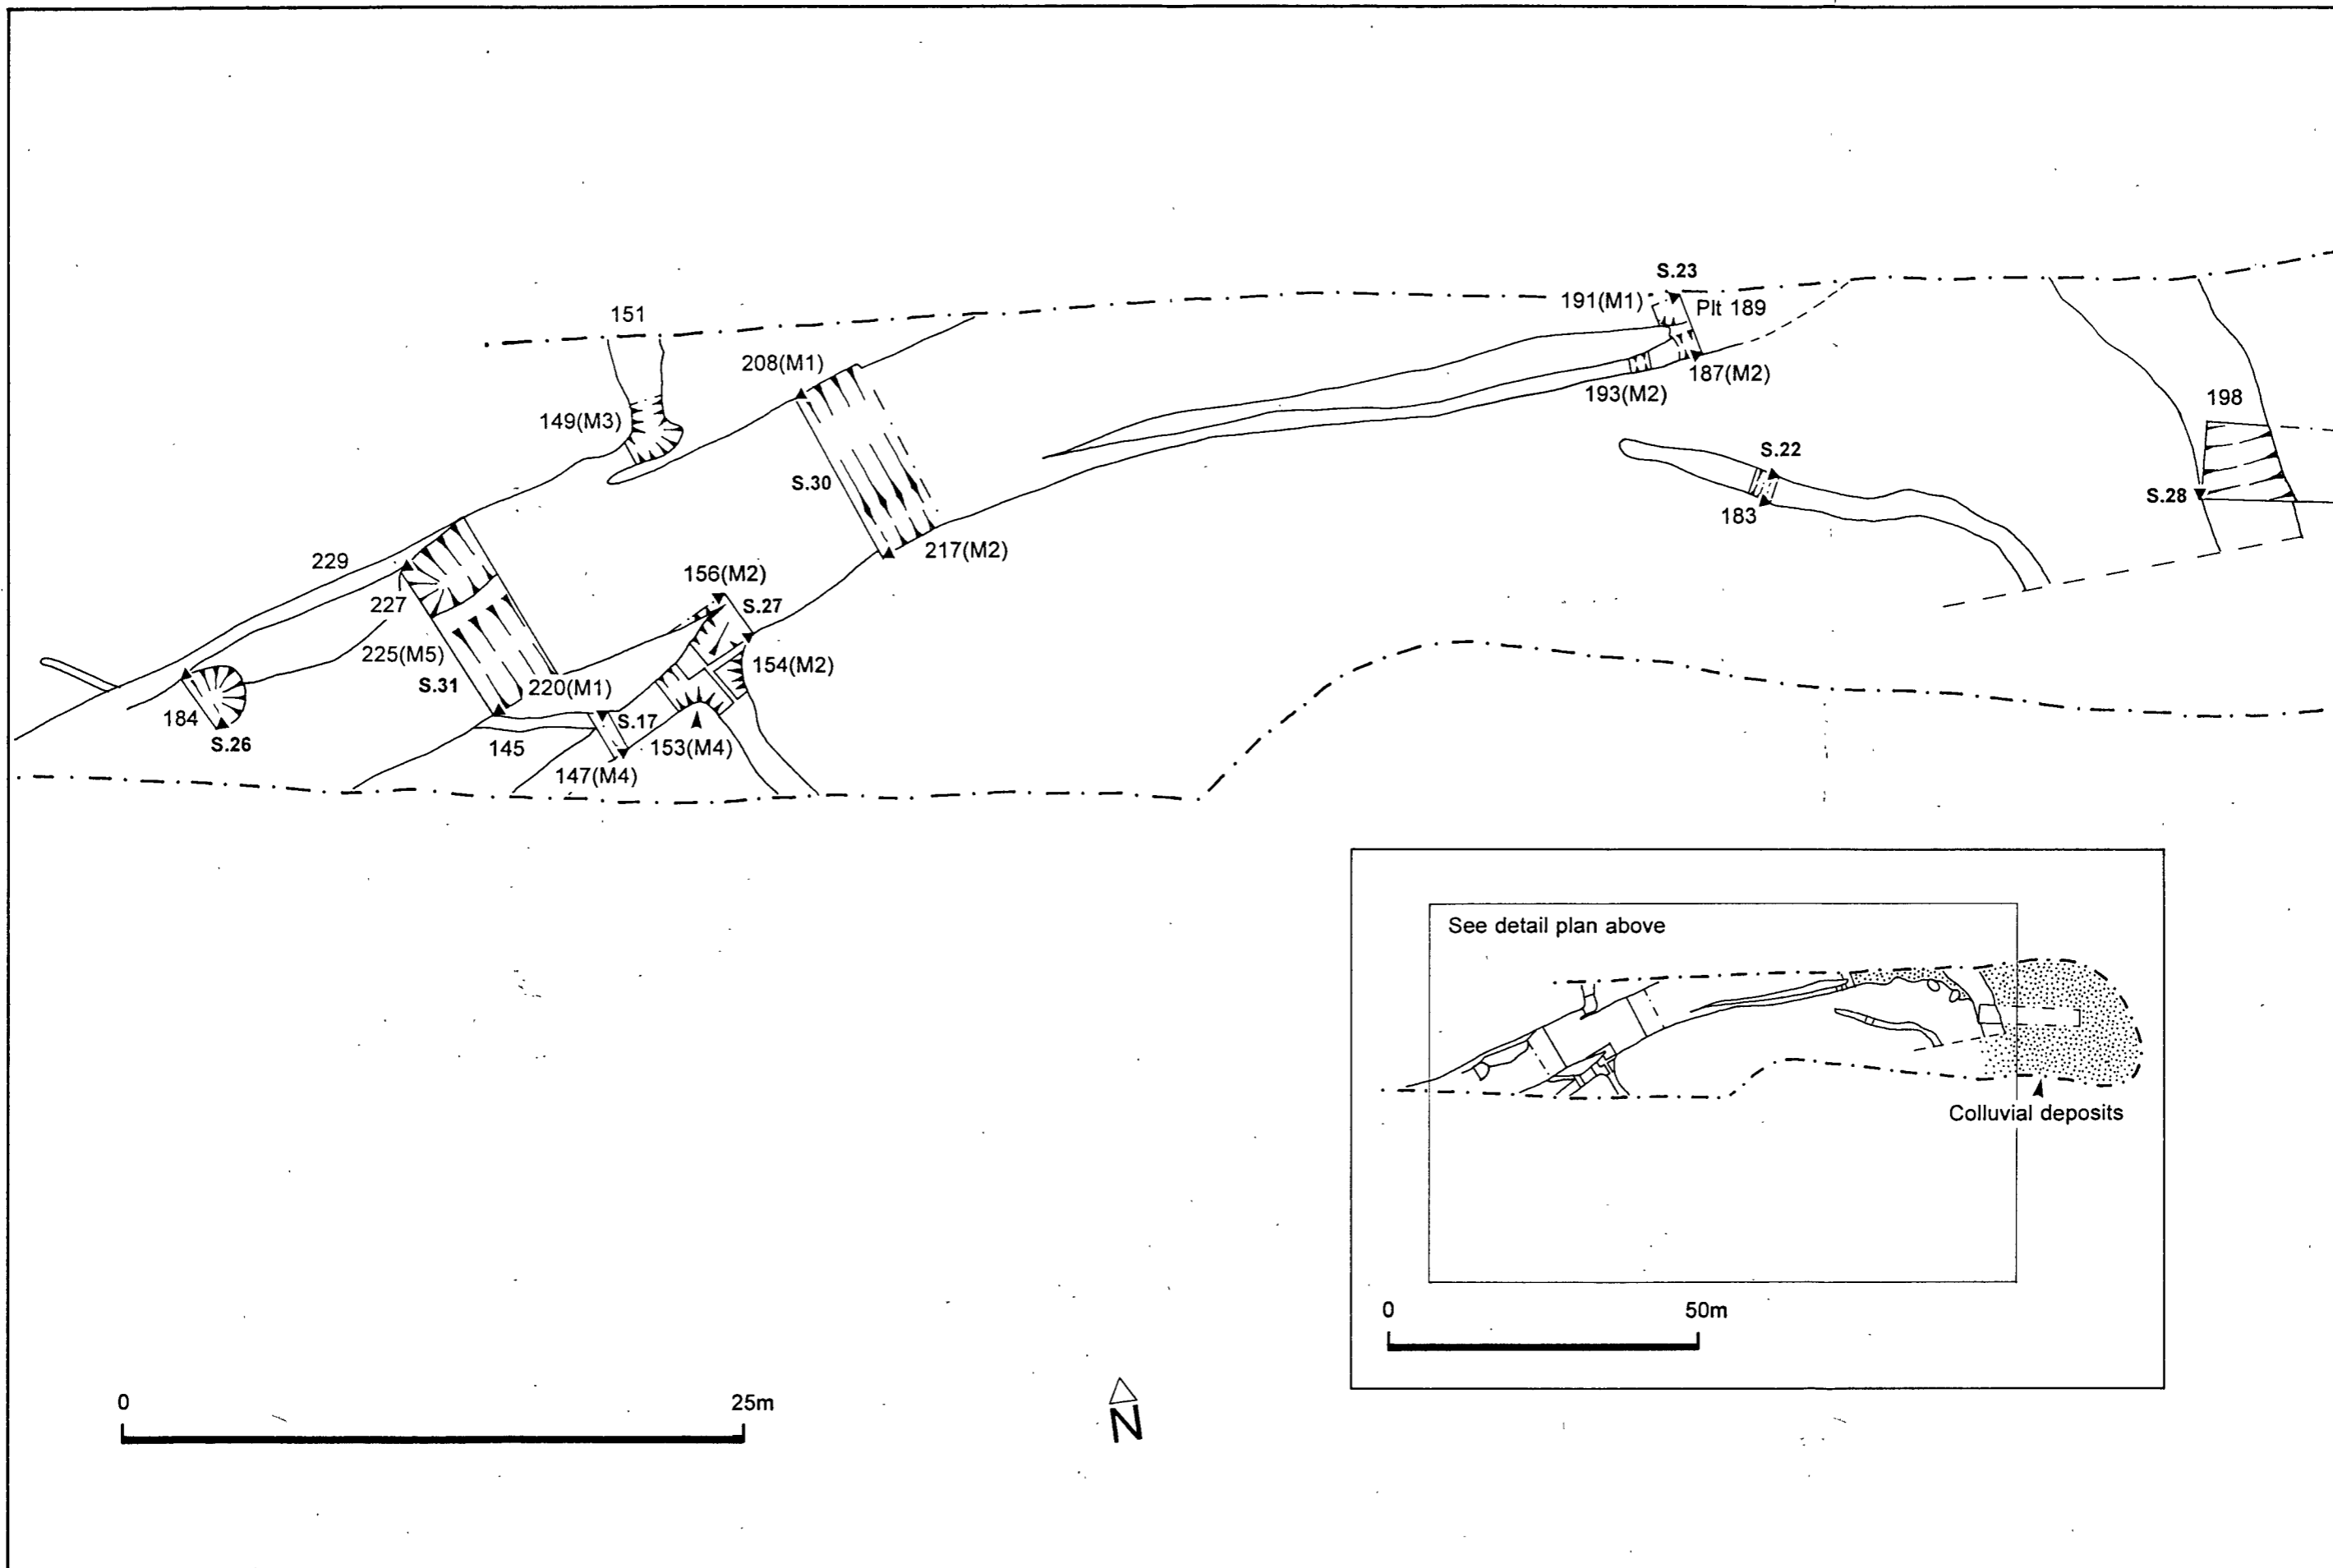 S.23
191(M1)
Plt 189
151
208(M1)
187(M2)
193(M2)
198
149(M3)
S.22
S.30
S.28
183
217(M2)
229
156(M2)
S.27
227
225(M5)
154(M2)
S.31
220(M1)
184
S.17
S.26
145
153(M4)
147(M4)
See detail plan above
Colluvial deposits
0 50m
0 25m
N